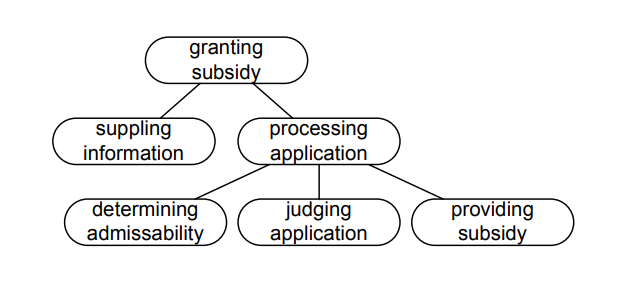 granting
subsidy
suppling
information
processing
application
determining
admissability
judging
application
providing
subsidy